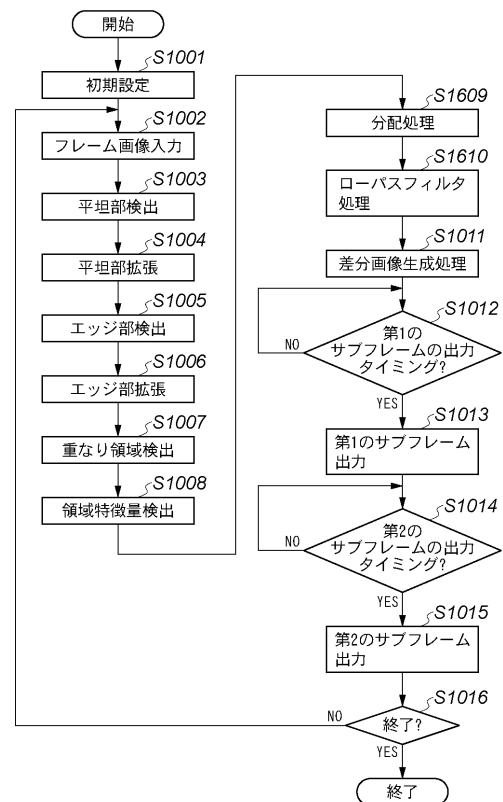 開始
S1001
初期設定
S1002
フレーム画像入力
S1003
平坦部検出
S1004
平坦部拡張
S1005
エッジ部検出
S1006
エッジ部拡張
S1007
重なり領域検出
S1008
領域特徴量検出
S1609
分配処理
S1610
ローパスフィルタ
処理
S1011
差分画像生成処理
S1012
第1の
サブフレームの出力
タイミング?
NO
YES
S1013
第1のサブフレーム
出力
S1014
第2の
サブフレームの出力
タイミング?
NO
YES
S1015
第2のサブフレーム
出力
S1016
終了?
NO
YES
終了